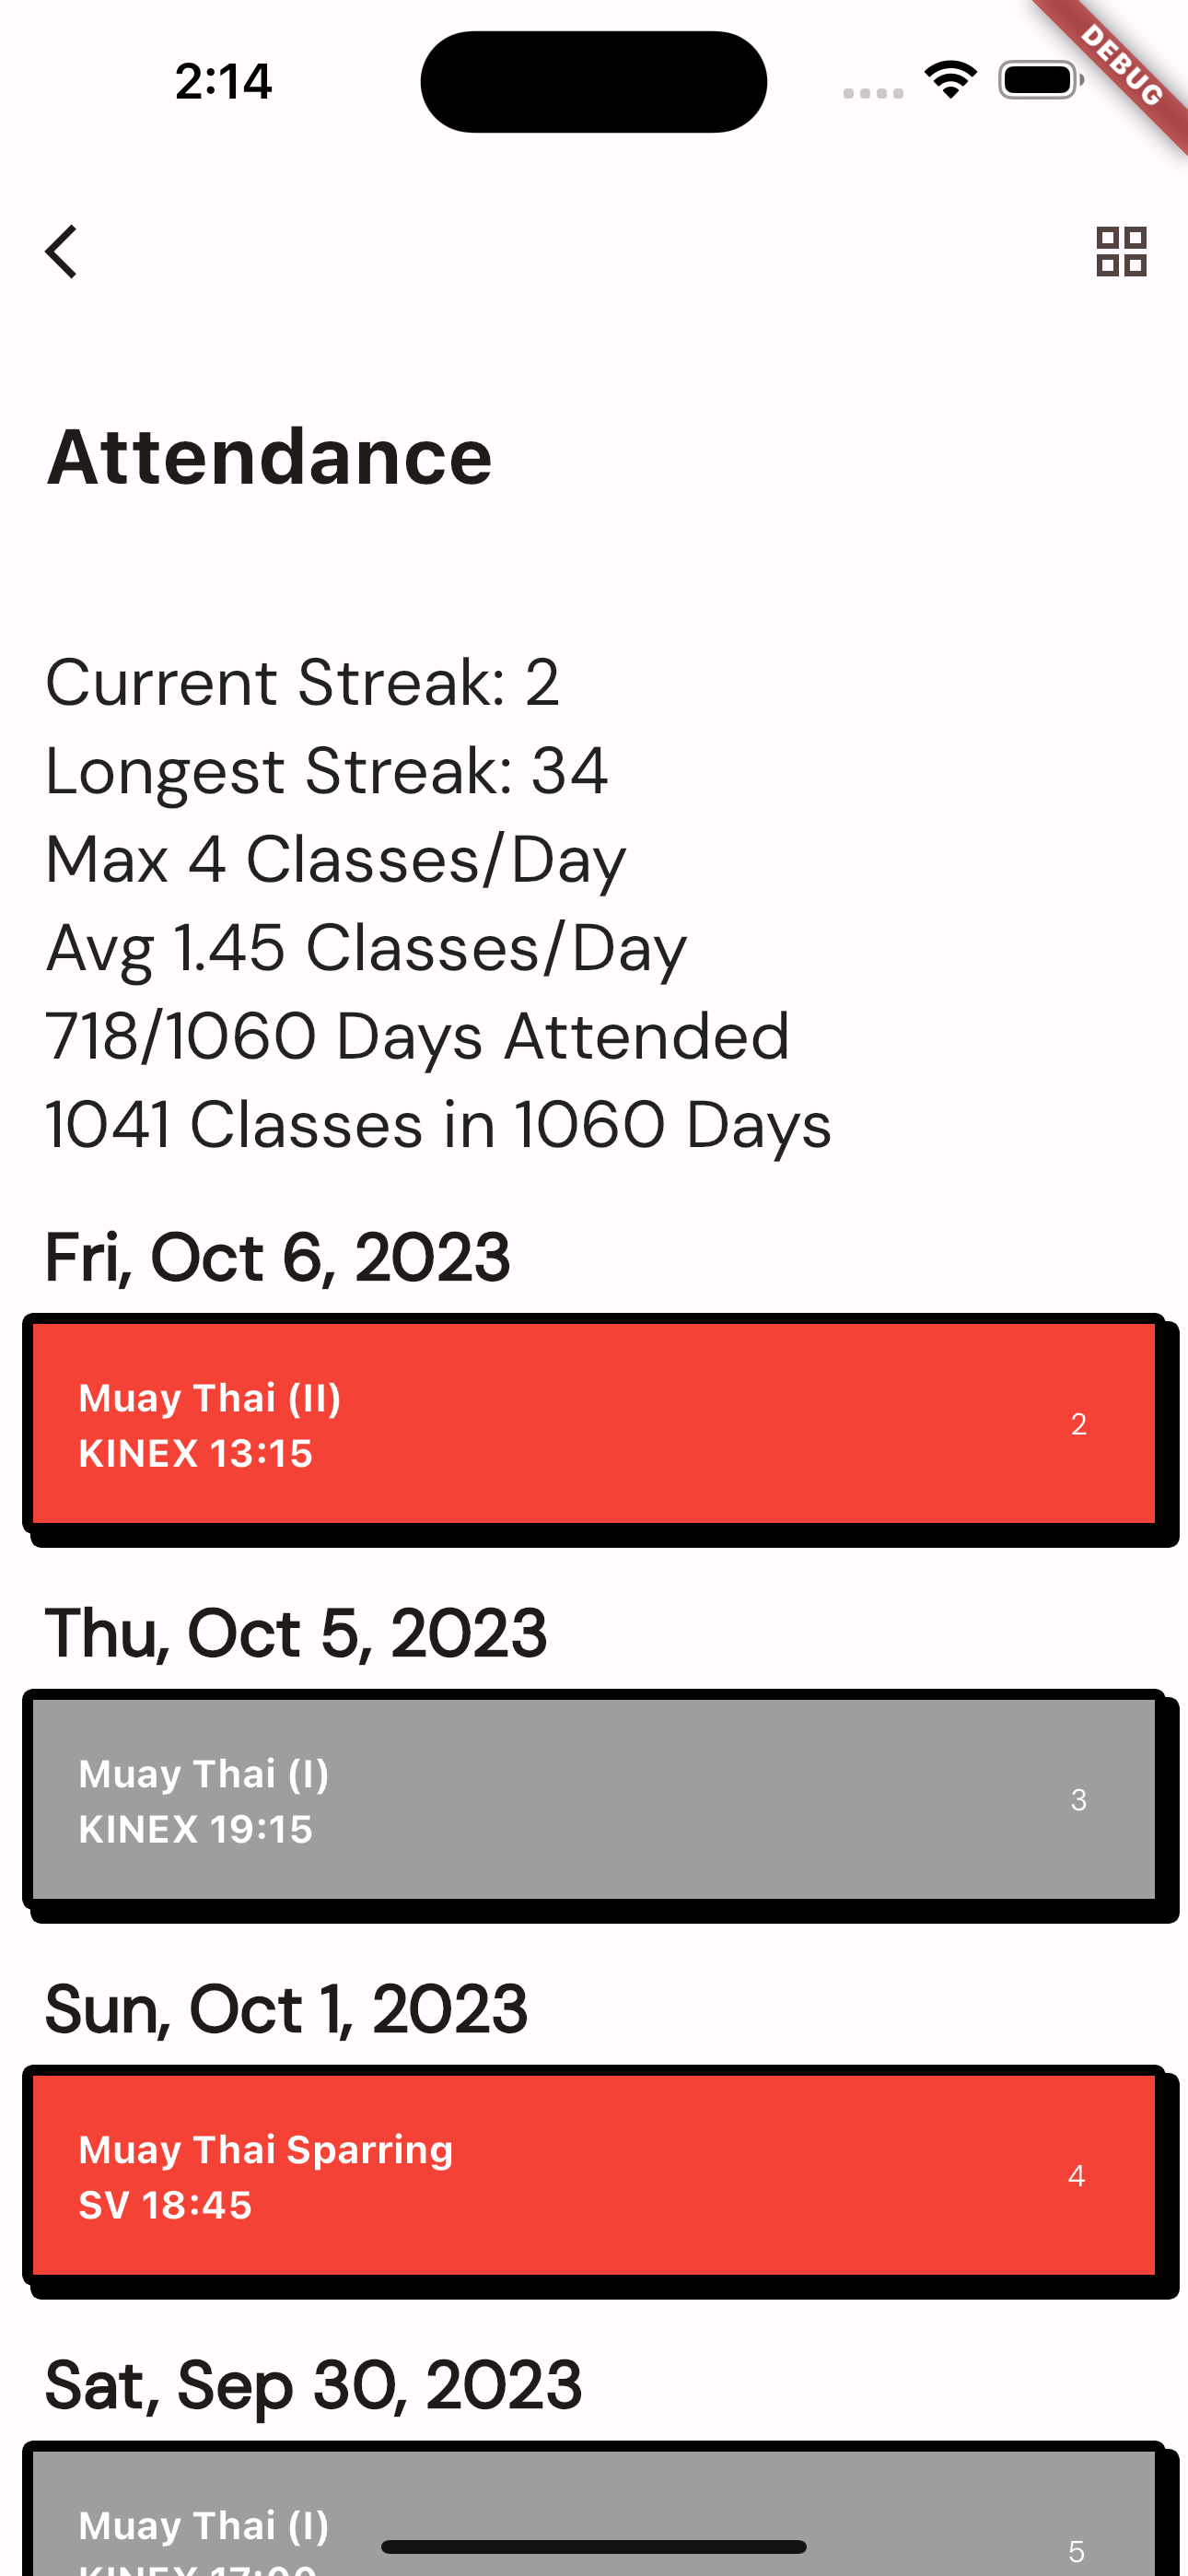 2:14
DEBUG
Attendance
Current Streak: 2
Longest Streak: 34
Max 4 Classes/Day
Avg 1.45 Classes/Day
718/1060 Days Attended
1041 Classes in 1060 Days
Fri, Oct 6, 2023
Muay Thai (II)
KINEX 13:15
2
Thu, Oct 5, 2023
Muay Thai (I)
KINEX 19:15
3
Sun, Oct 1, 2023
Muay Thai Sparring
SV 18:45
4
Sat, Sep 30, 2023
Muay Thai (I)
KINEX 17:00
5